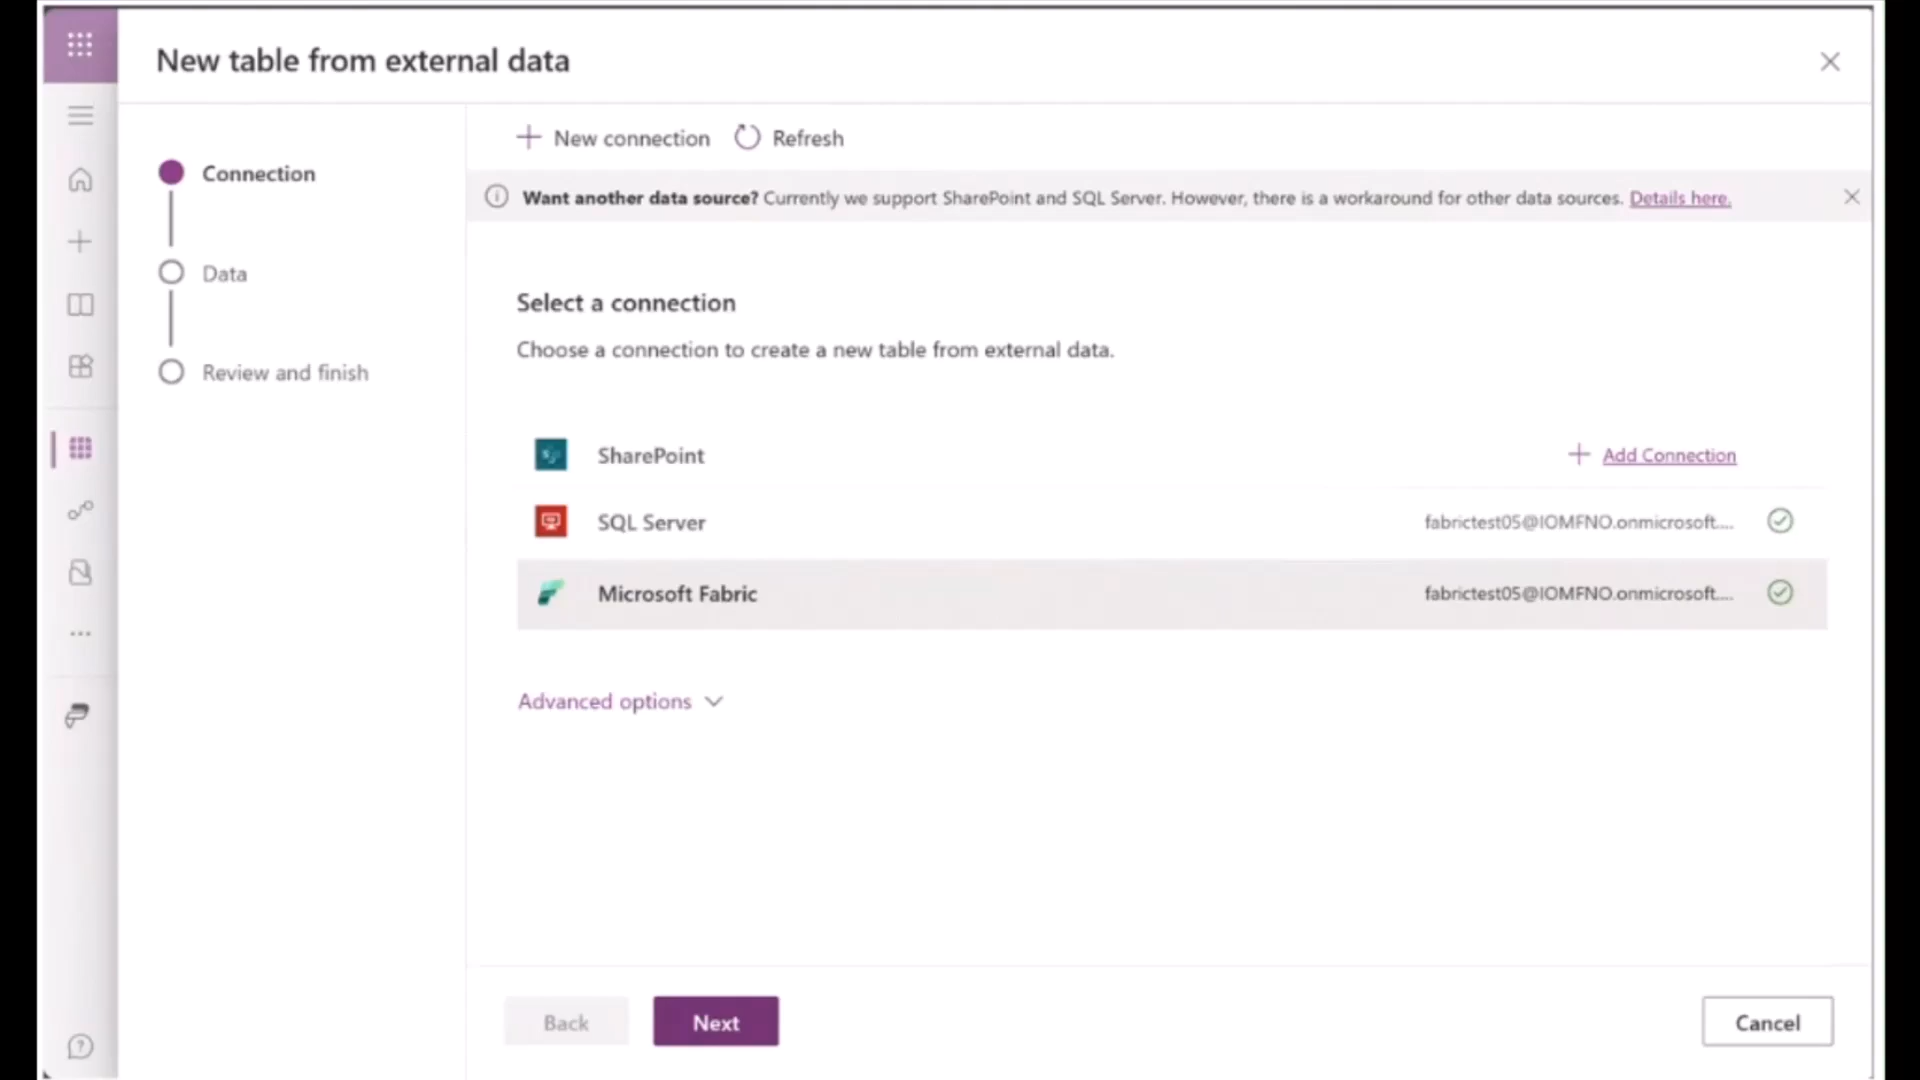 New table from external data
New connection
Refresh
Connection
Data
Review and finish
Want another data source? Currently we support SharePoint and SQL Server. However, there is a workaround for other data sources. Details here.
Select a connection
Choose a connection to create a new table from external data.
SharePoint
Add Connection
SQL Server
fabrictest05@IOMFNO.onmicrosoft....
Microsoft Fabric
fabrictest05@IOMFNO.onmicrosoft....
Advanced options
Back
Next
Cancel